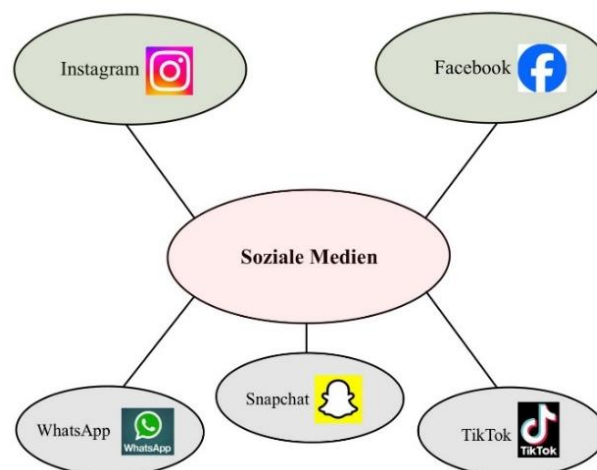 Instagram
Facebook
Soziale Medien
WhatsApp
WhatsApp
Snapchat
TikTok
TikTok